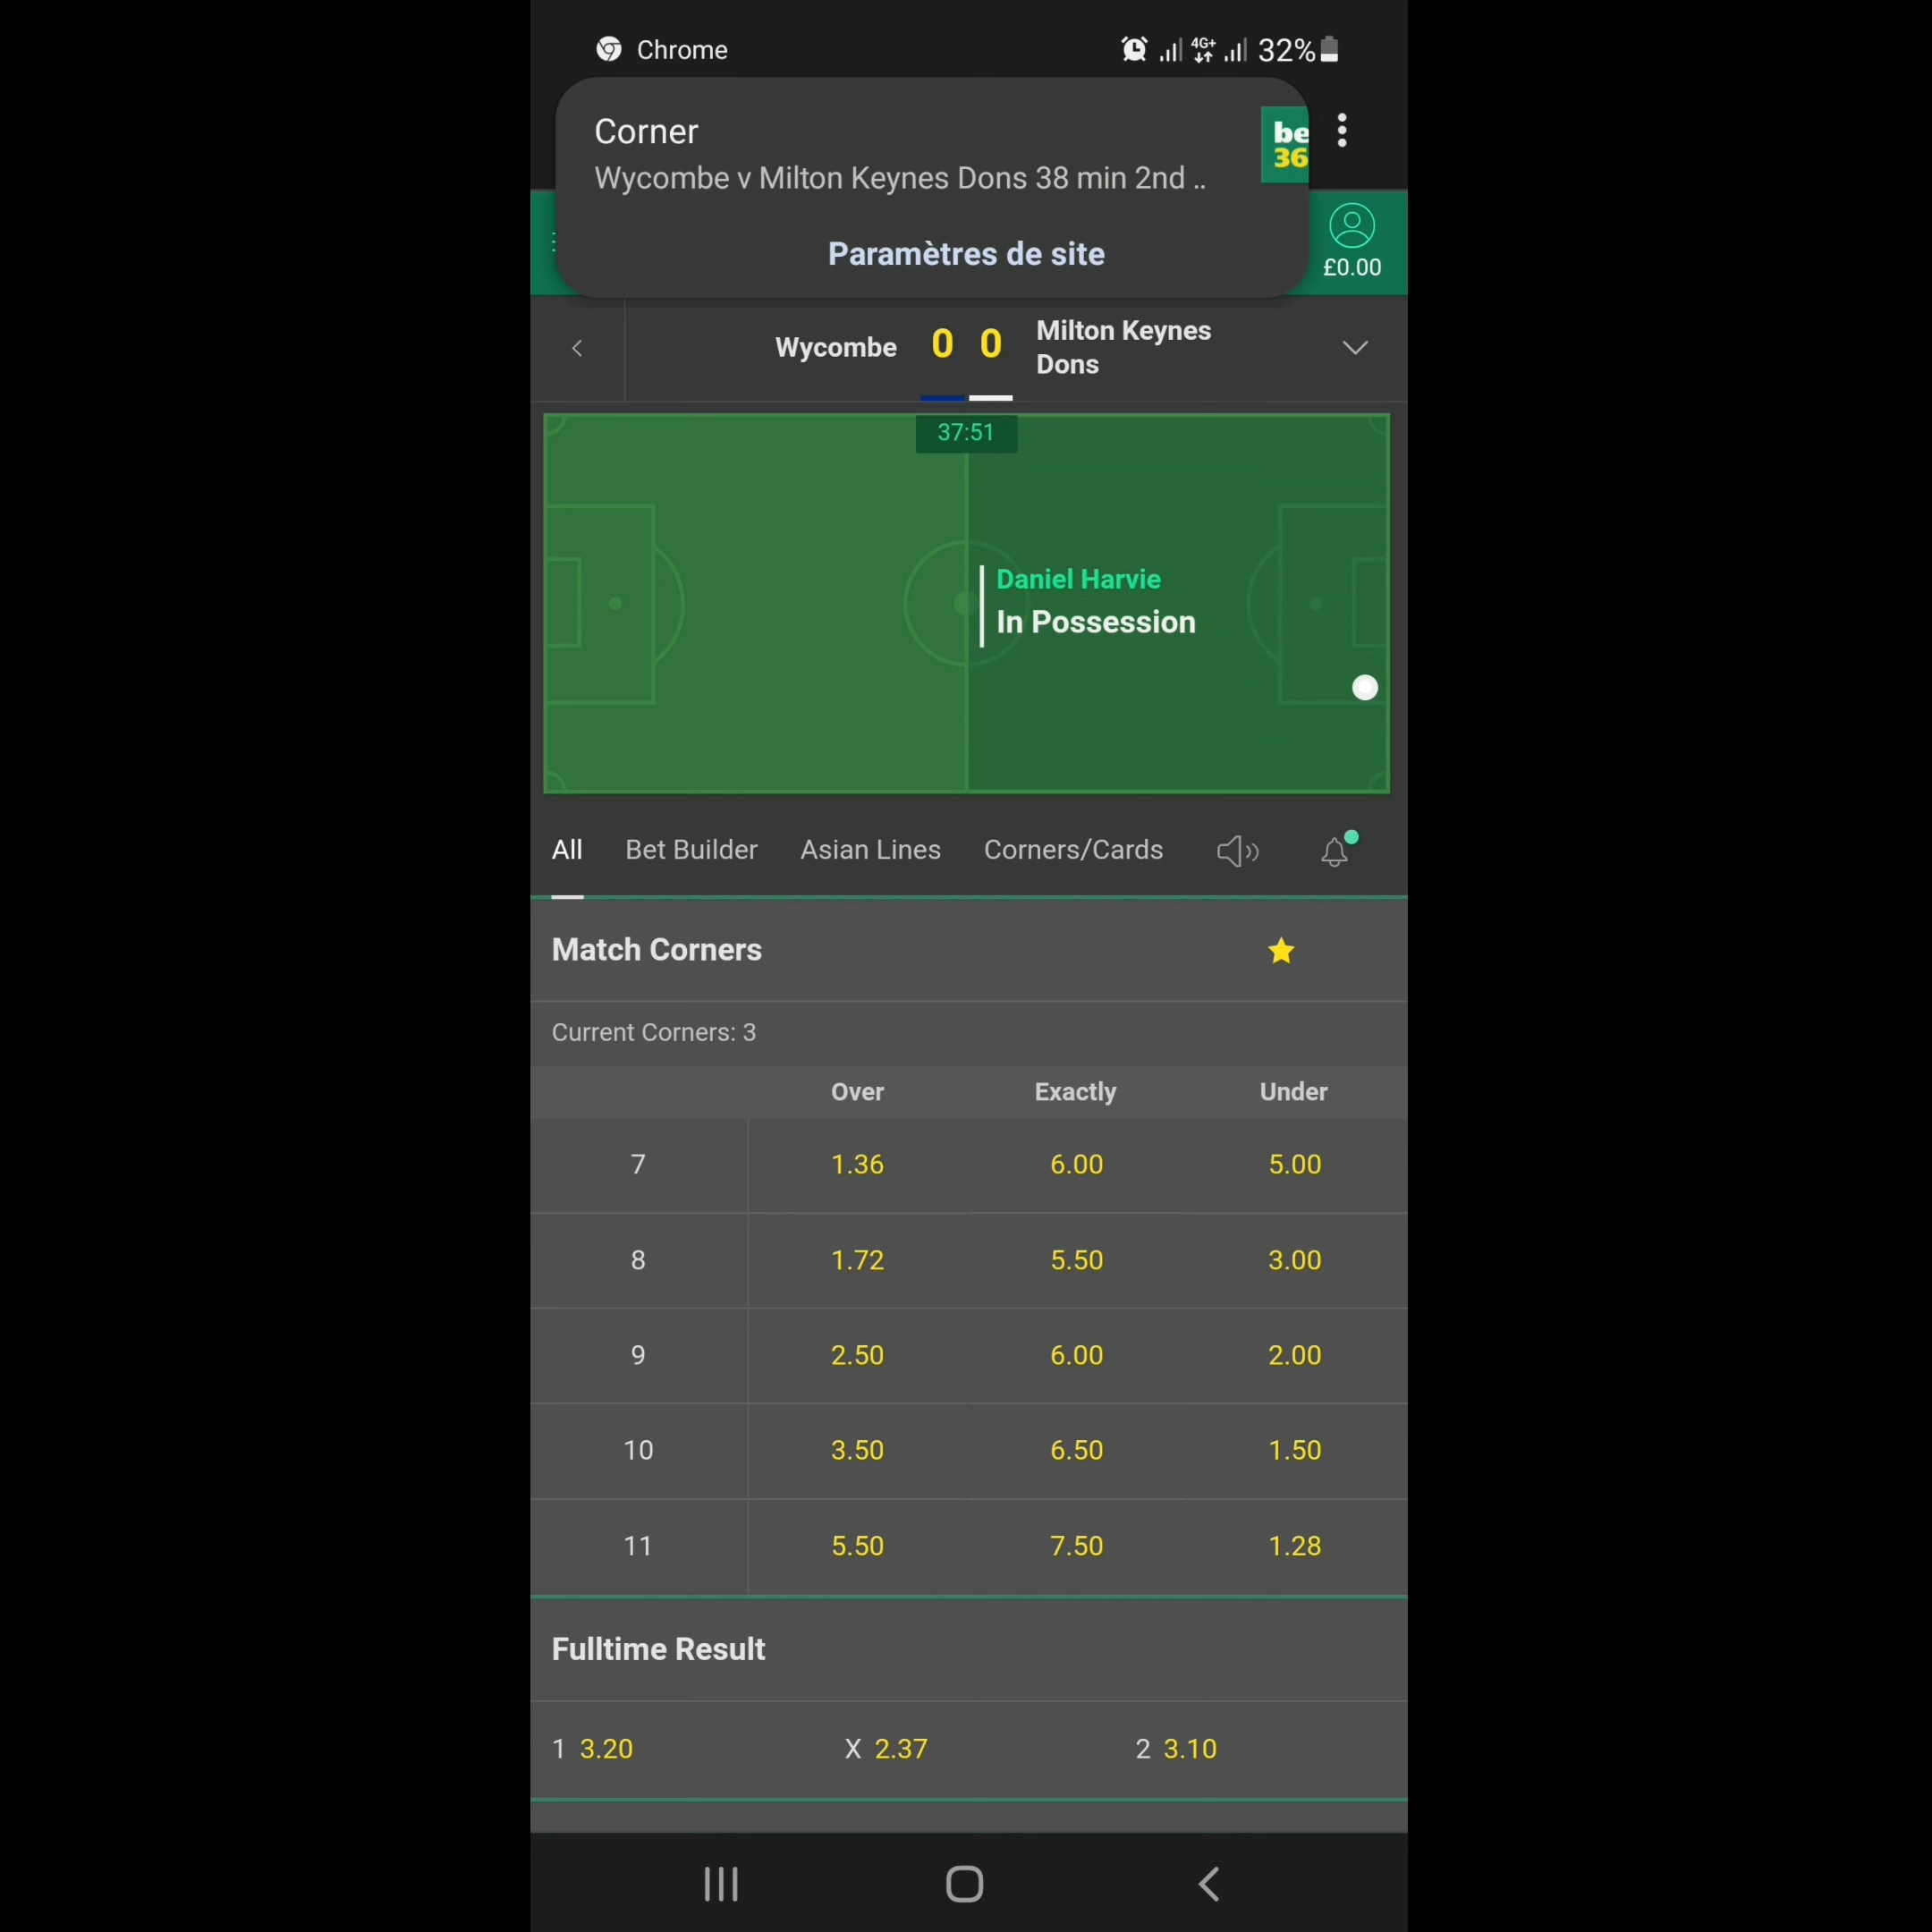 Chrome
4G+ 32%
Corner
Wycombe v Milton Keynes Dons 38 min 2nd ..
be
36
Paramètres de site
£0.00
Wycombe 0 0 Milton Keynes
Dons
37:51
Daniel Harvie
In Possession
All Bet Builder Asian Lines Corners/Cards
Match Corners
Current Corners: 3
Over Exactly Under
7 1.36 6.00 5.00
8 1.72 5.50 3.00
9 2.50 6.00 2.00
10 3.50 6.50 1.50
11 5.50 7.50 1.28
Fulltime Result
1 3.20 X 2.37 2 3.10